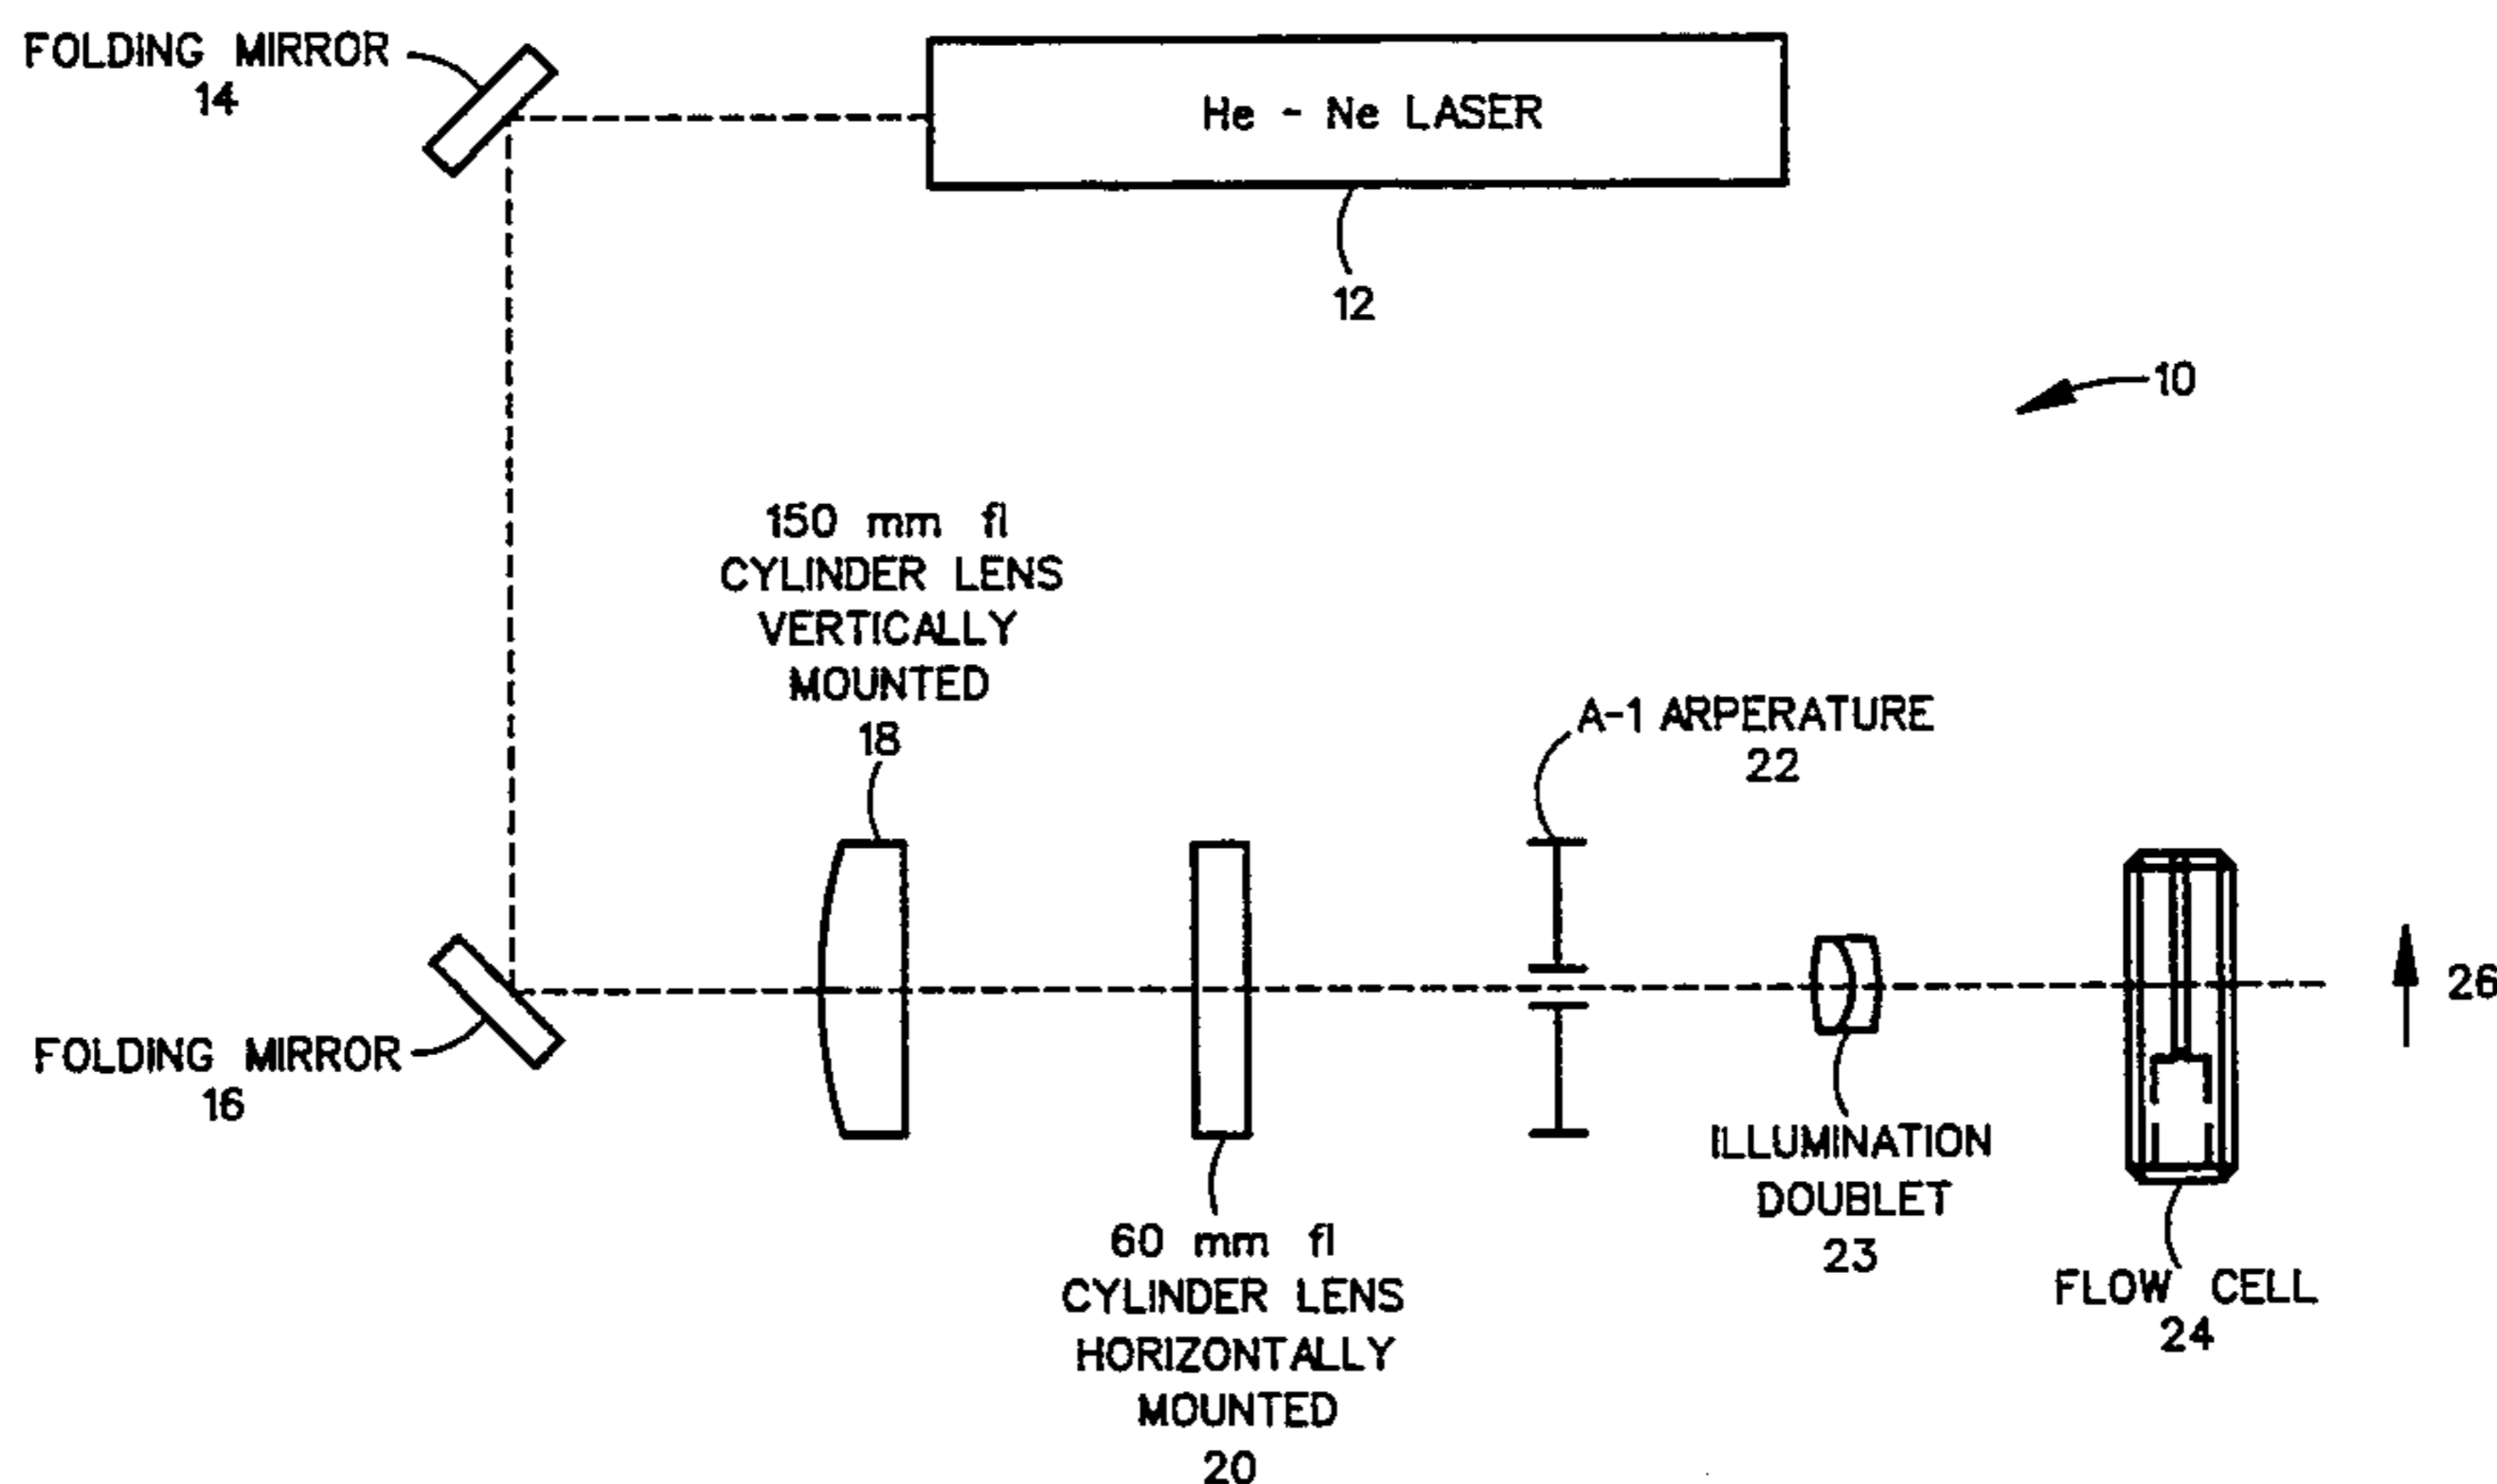 FOLDING MIRROR
14
He - Ne LASER
12
10
150 mm fl
CYLINDER LENS
VERTICALLY
MOUNTED
18
A-1 ARPERATURE
22
26
FOLDING MIRROR
16
ILLUMINATION
DOUBLET
23
60 mm fl
CYLINDER LENS
HORIZONTALLY
MOUNTED
20
FLOW CELL
24